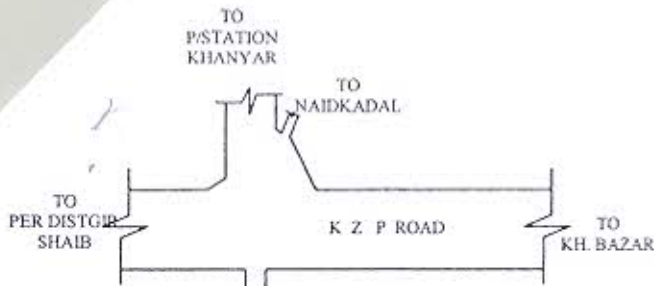 TO
P/STATION
KHANYAR
TO
NAIDKADAL
TO
PER DISTGIR
SHAIB
K Z P ROAD
TO
KH. BAZAR